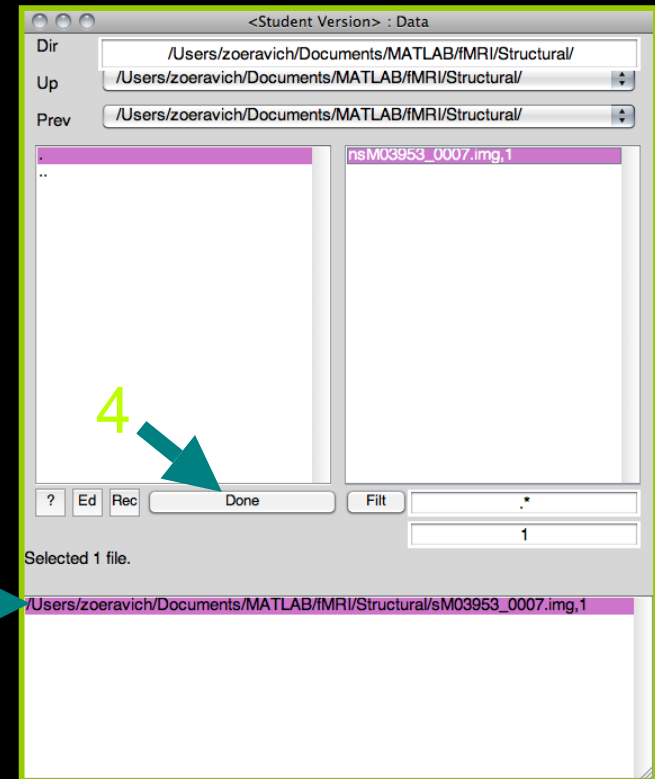 <Student Version> : Data
Dir /Users/zoeravich/Documents/MATLAB/fMRI/Structural/
Up /Users/zoeravich/Documents/MATLAB/fMRI/Structural/
Prev /Users/zoeravich/Documents/MATLAB/fMRI/Structural/
. nsM03953_0007.img,1
..
4
? Ed Rec Done Filt .*
1
Selected 1 file.
/Users/zoeravich/Documents/MATLAB/fMRI/Structural/sM03953_0007.img,1